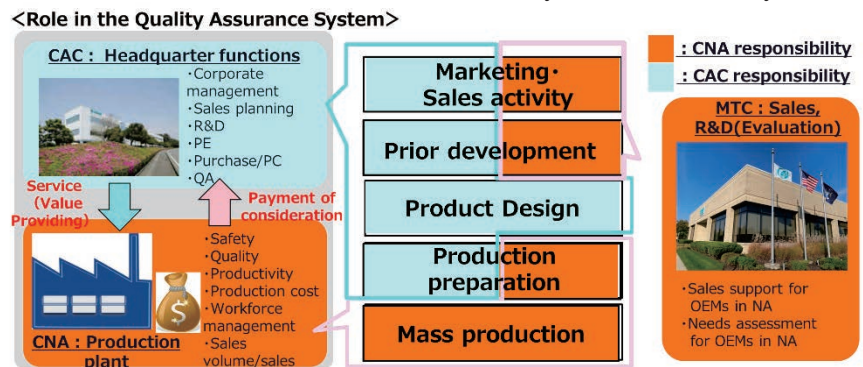 <Role in the Quality Assurance System>
CAC : Headquarter functions
・Corporate
management
・Sales planning
・R&D
・PE
・Purchase/PC
・QA
Service
(Value
Providing)
Payment of
consideration
・Safety
・Quality
・Productivity
・Production cost
・Workforce
management
・Sales
volume/sales
$
CNA : Production
plant
Marketing・
Sales activity
Prior development
Product Design
Production
preparation
Mass production
: CNA responsibility
: CAC responsibility
MTC : Sales,
R&D(Evaluation)
・Sales support for
OEMs in NA
・Needs assessment
for OEMs in NA